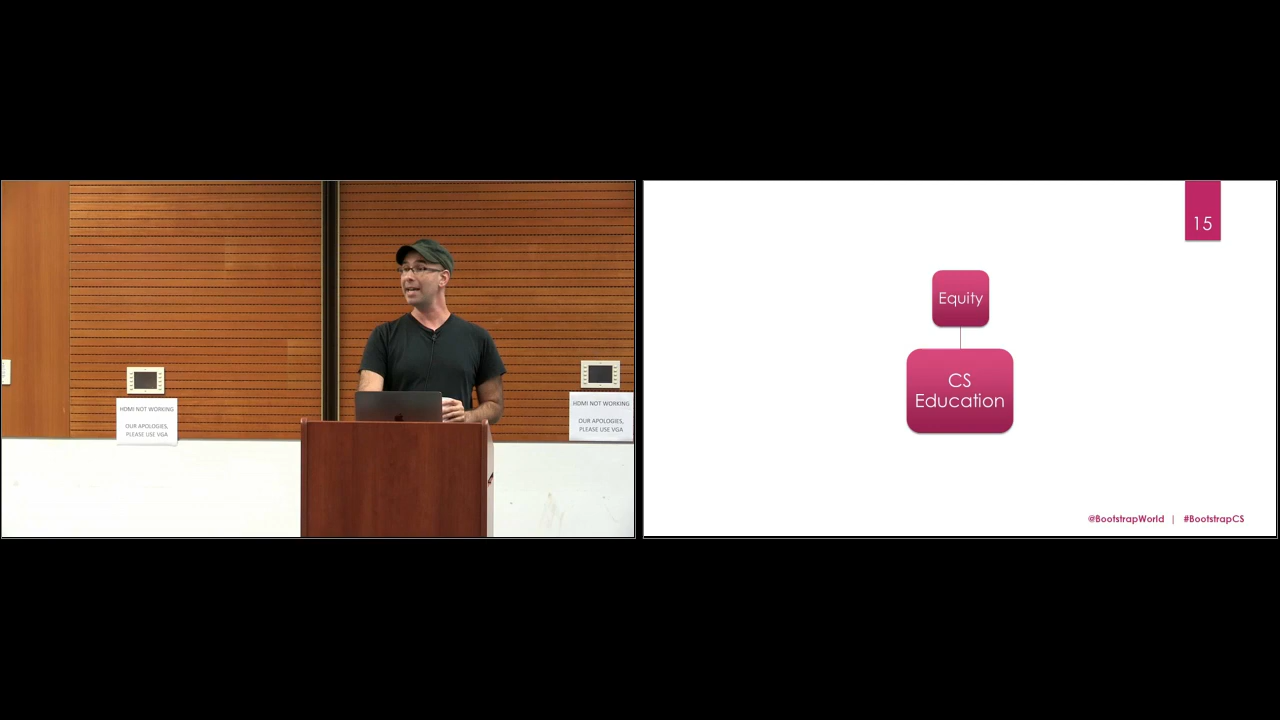 HDMI NOT WORKING
OUR APOLOGIES,
PLEASE USE VGA
HDMI NOT WORKING
OUR APOLOGIES,
PLEASE USE VGA
15
Equity
CS
Education
@BootstrapWorld | #BootstrapCS